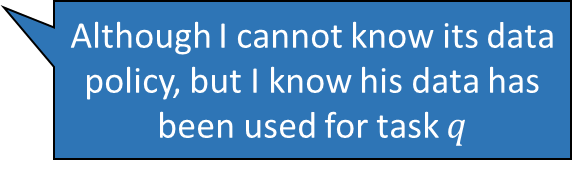 Although I cannot know its data
policy, but I know his data has
been used for task q